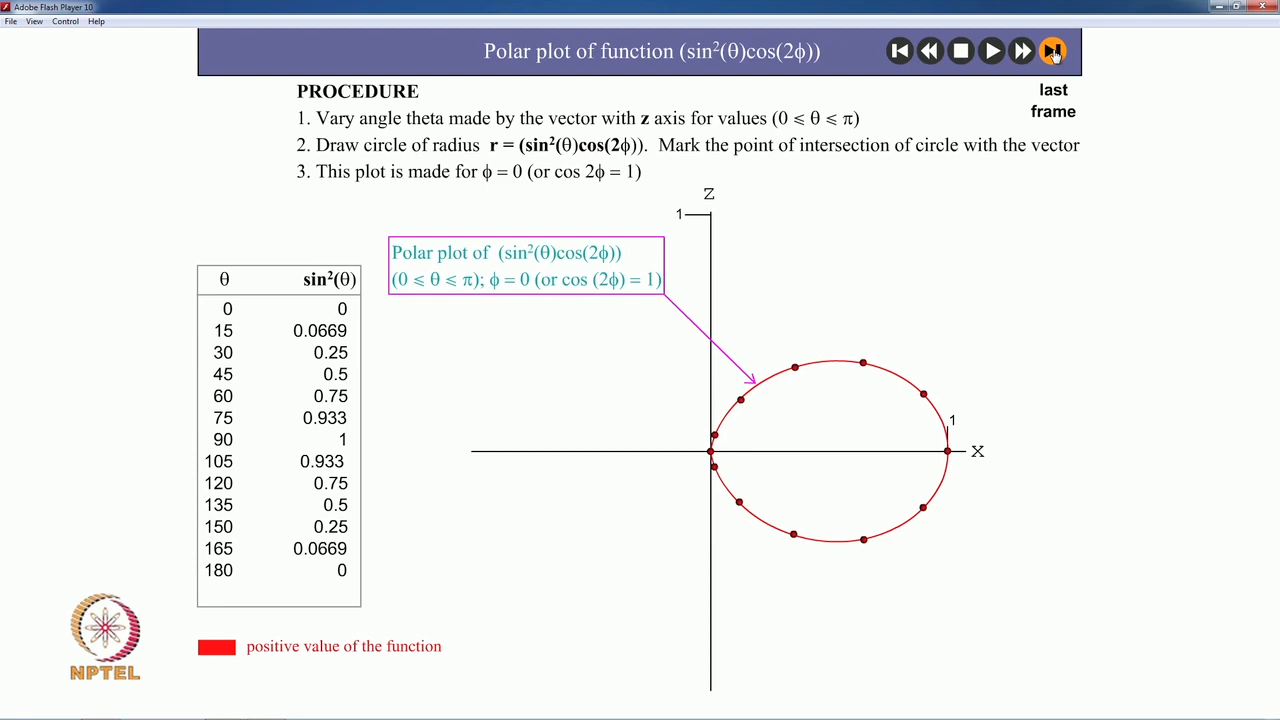 Adobe Flash Player 10
File View Control Help
Polar plot of function (sin²(θ)cos(2ϕ))
last
frame
PROCEDURE
1. Vary angle theta made by the vector with z axis for values (0 ⩽ θ ⩽ π)
2. Draw circle of radius r = (sin²(θ)cos(2ϕ)). Mark the point of intersection of circle with the vector
3. This plot is made for ϕ = 0 (or cos 2ϕ = 1)
Z
1
Polar plot of (sin²(θ)cos(2ϕ))
(0 ⩽ θ ⩽ π); ϕ = 0 (or cos (2ϕ) = 1)
θ sin²(θ)
0 0
15 0.0669
30 0.25
45 0.5
60 0.75
75 0.933
90 1
105 0.933
120 0.75
135 0.5
150 0.25
165 0.0669
180 0
1
X
positive value of the function
NPTEL